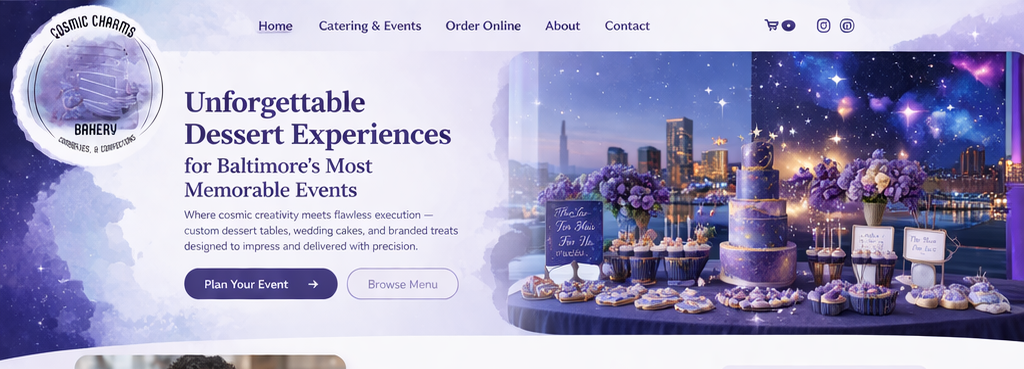 COSMIC CHARMS
BAKERY
Home
Catering & Events
Order Online
About
Contact
Unforgettable
Dessert Experiences
for Baltimore's Most
Memorable Events
Where cosmic creativity meets flawless execution —
custom dessert tables, wedding cakes, and branded treats
designed to impress and delivered with precision.
Plan Your Event →
Browse Menu